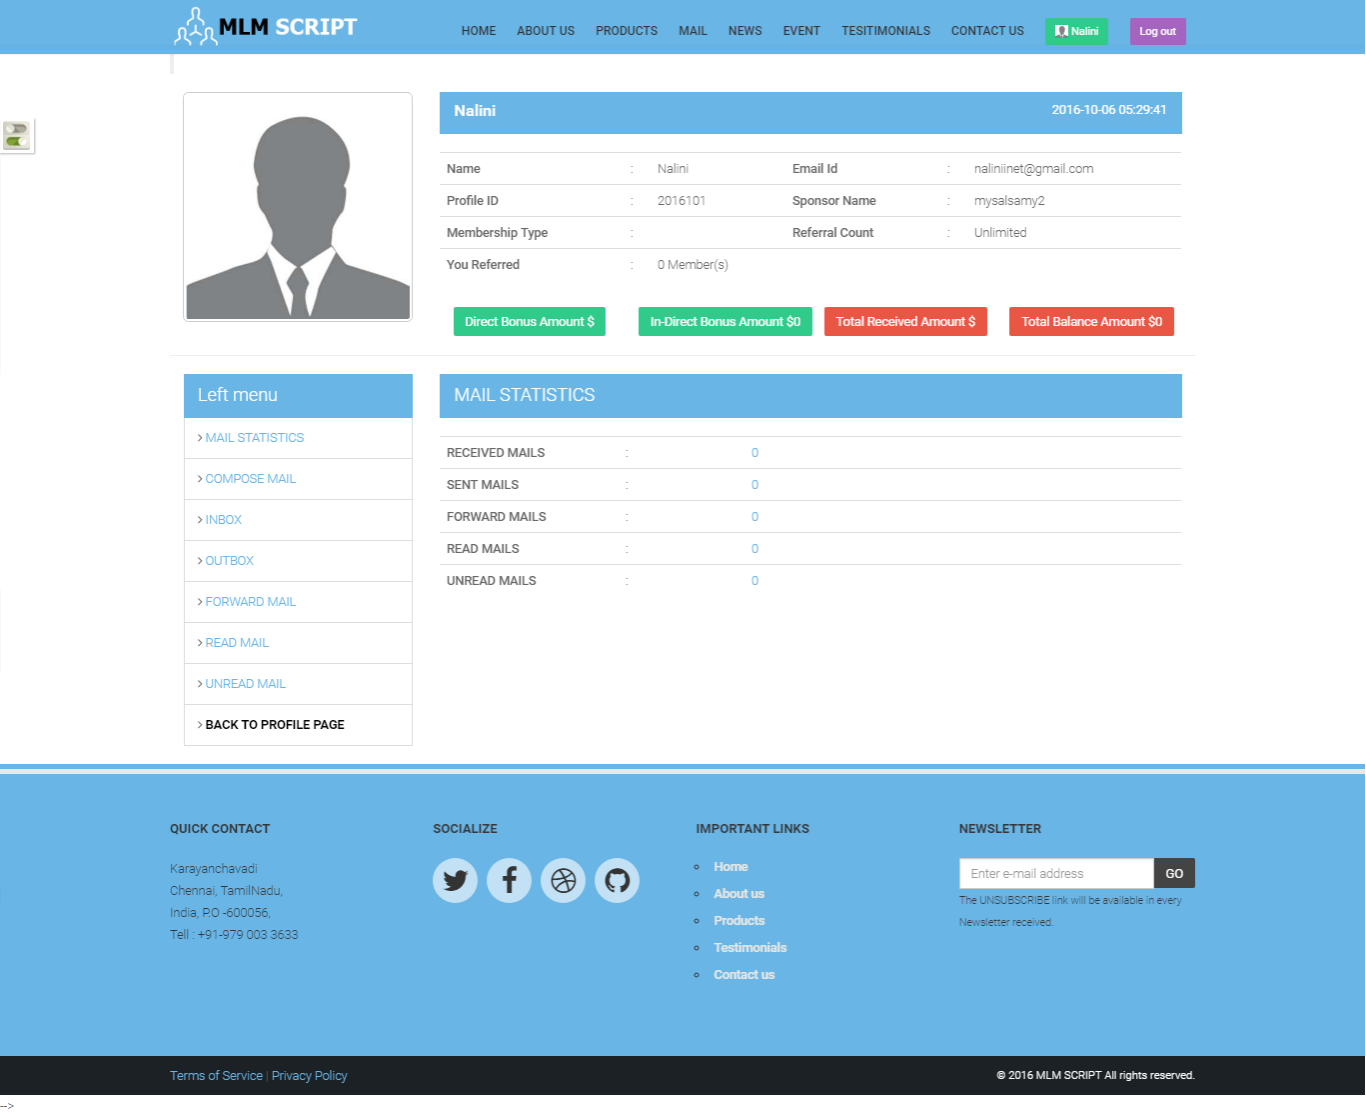 MLM SCRIPT
HOME ABOUT US PRODUCTS MAIL NEWS EVENT TESITIMONIALS CONTACT US Nalini Log out
Nalini 2016-10-06 05:29:41
Name : Nalini Email Id : naliniinet@gmail.com
Profile ID : 2016101 Sponsor Name : mysalsamy2
Membership Type : Referral Count : Unlimited
You Referred : 0 Member(s)
Direct Bonus Amount $ In-Direct Bonus Amount $0 Total Received Amount $ Total Balance Amount $0
Left menu
> MAIL STATISTICS
> COMPOSE MAIL
> INBOX
> OUTBOX
> FORWARD MAIL
> READ MAIL
> UNREAD MAIL
> BACK TO PROFILE PAGE
MAIL STATISTICS
RECEIVED MAILS : 0
SENT MAILS : 0
FORWARD MAILS : 0
READ MAILS : 0
UNREAD MAILS : 0
QUICK CONTACT
Karayanchavadi
Chennai, TamilNadu,
India, P.O -600056,
Tell : +91-979 003 3633
SOCIALIZE
IMPORTANT LINKS
Home
About us
Products
Testimonials
Contact us
NEWSLETTER
Enter e-mail address GO
The UNSUBSCRIBE link will be available in every
Newsletter received.
Terms of Service | Privacy Policy © 2016 MLM SCRIPT All rights reserved.
-->